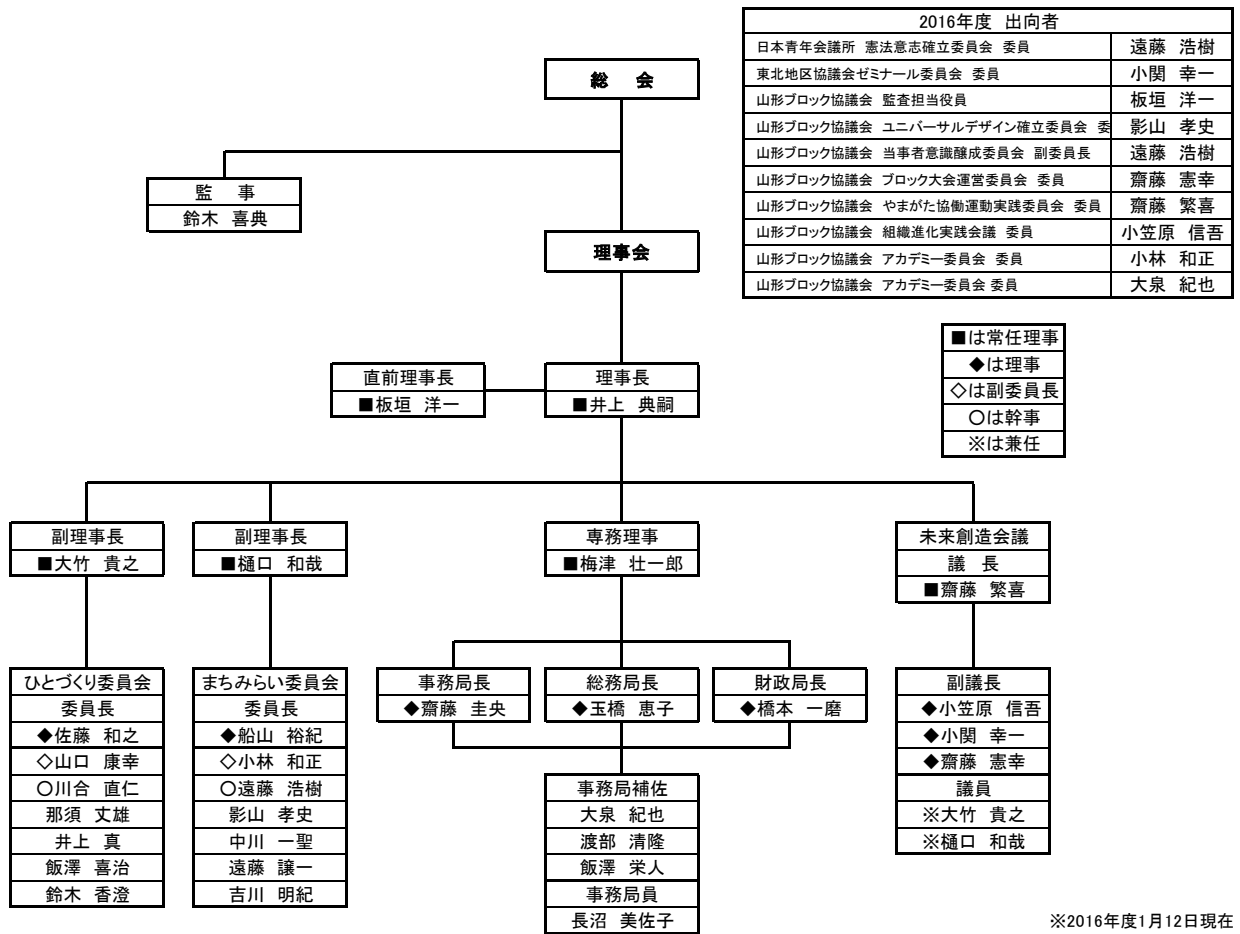 2016年度 出向者
日本青年会議所 憲法意志確立委員会 委員 遠藤 浩樹
東北地区協議会ゼミナール委員会 委員 小関 幸一
山形ブロック協議会 監査担当役員 板垣 洋一
山形ブロック協議会 ユニバーサルデザイン確立委員会 委 影山 孝史
山形ブロック協議会 当事者意識醸成委員会 副委員長 遠藤 浩樹
山形ブロック協議会 ブロック大会運営委員会 委員 齋藤 憲幸
山形ブロック協議会 やまがた協働運動実践委員会 委員 齋藤 繁喜
山形ブロック協議会 組織進化実践会議 委員 小笠原 信吾
山形ブロック協議会 アカデミー委員会 委員 小林 和正
山形ブロック協議会 アカデミー委員会 委員 大泉 紀也
総 会
監 事
鈴木 喜典
理事会
■は常任理事
◆は理事
◇は副委員長
○は幹事
※は兼任
直前理事長
■板垣 洋一
理事長
■井上 典嗣
副理事長
■大竹 貴之
副理事長
■樋口 和哉
専務理事
■梅津 壮一郎
未来創造会議
議 長
■齋藤 繁喜
ひとづくり委員会
委員長
◆佐藤 和之
◇山口 康幸
○川合 直仁
那須 丈雄
井上 真
飯澤 喜治
鈴木 香澄
まちみらい委員会
委員長
◆船山 裕紀
◇小林 和正
○遠藤 浩樹
影山 孝史
中川 一聖
遠藤 譲一
吉川 明紀
事務局長
◆齋藤 圭央
総務局長
◆玉橋 恵子
財政局長
◆橋本 一磨
事務局補佐
大泉 紀也
渡部 清隆
飯澤 栄人
事務局員
長沼 美佐子
副議長
◆小笠原 信吾
◆小関 幸一
◆齋藤 憲幸
議員
※大竹 貴之
※樋口 和哉
※2016年度1月12日現在